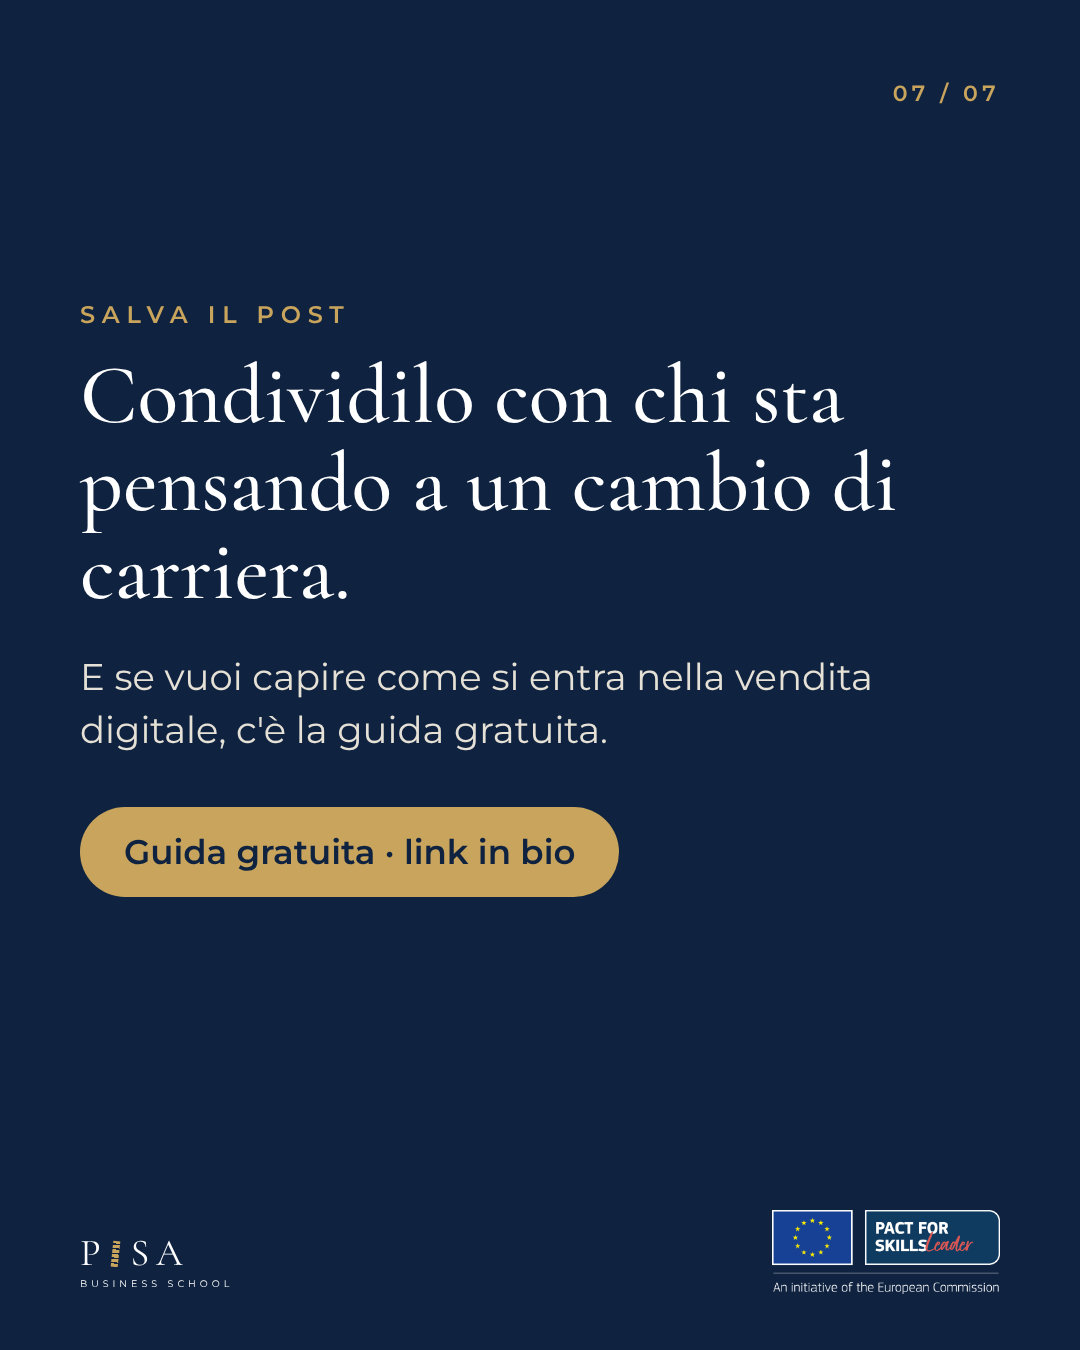 07 / 07
SALVA IL POST
Condividilo con chi sta
pensando a un cambio di
carriera.
E se vuoi capire come si entra nella vendita
digitale, c'è la guida gratuita.
Guida gratuita · link in bio
PISA
BUSINESS SCHOOL
PACT FOR
SKILLS Leader
An initiative of the European Commission